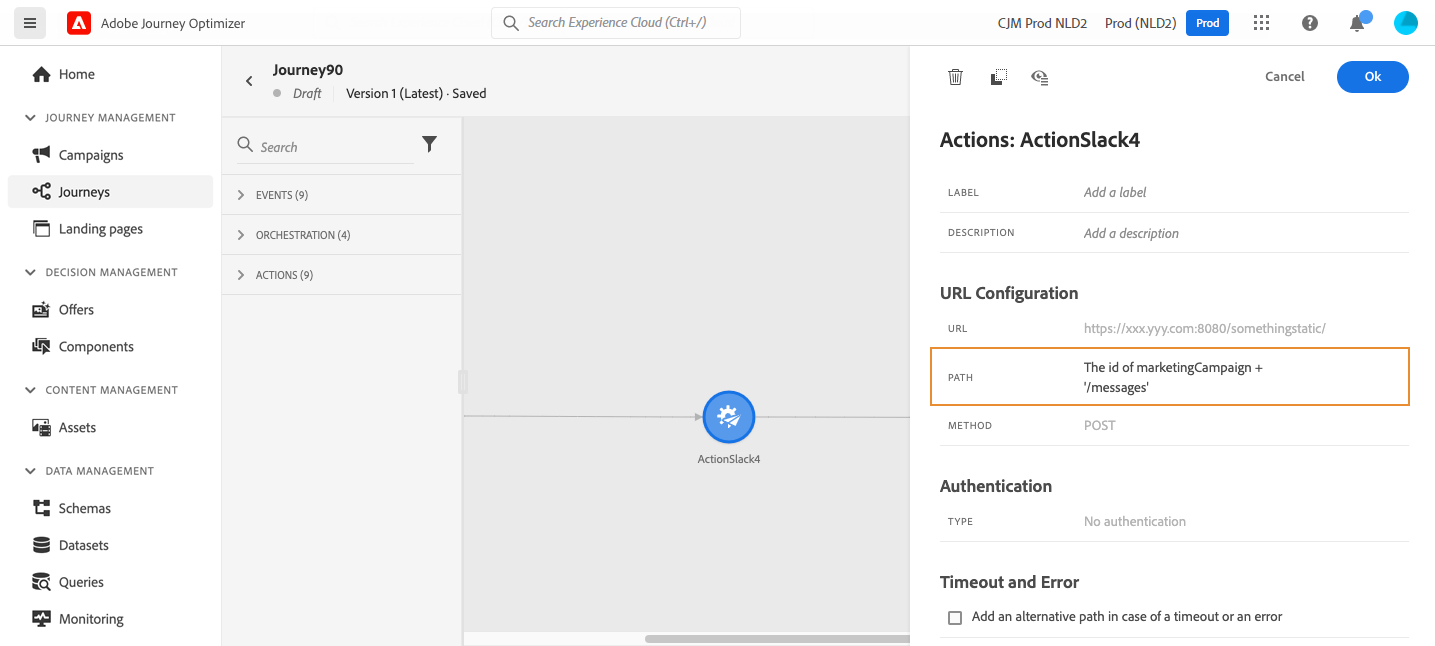 Adobe Journey Optimizer
Search Experience Cloud (Ctrl+/)
CJM Prod NLD2
Prod (NLD2)
Prod
Home
JOURNEY MANAGEMENT
Campaigns
Journeys
Landing pages
DECISION MANAGEMENT
Offers
Components
CONTENT MANAGEMENT
Assets
DATA MANAGEMENT
Schemas
Datasets
Queries
Monitoring
Journey90
Draft
Version 1 (Latest) · Saved
Search
EVENTS (9)
ORCHESTRATION (4)
ACTIONS (9)
ActionSlack4
Cancel
Ok
Actions: ActionSlack4
LABEL
Add a label
DESCRIPTION
Add a description
URL Configuration
URL
https://xxx.yyy.com:8080/somethingstatic/
PATH
The id of marketingCampaign +
'/messages'
METHOD
POST
Authentication
TYPE
No authentication
Timeout and Error
Add an alternative path in case of a timeout or an error